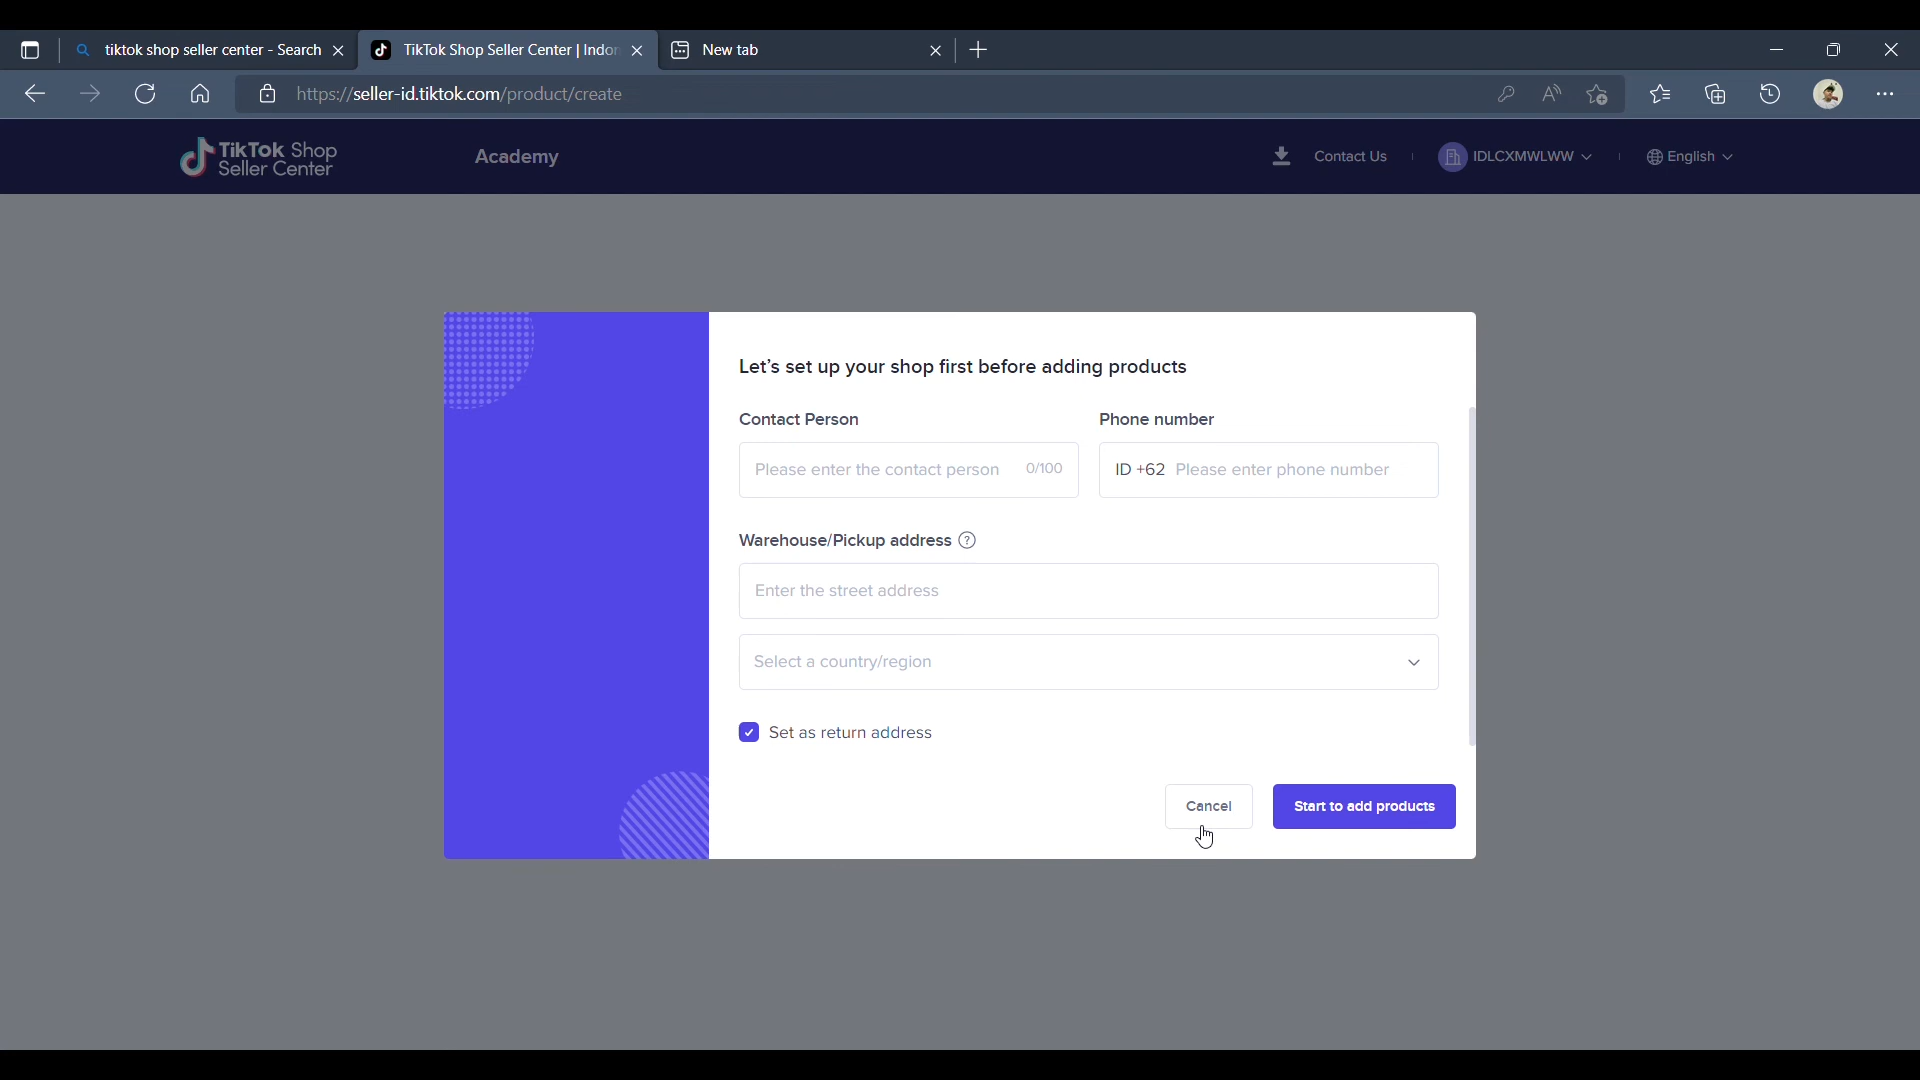 tiktok shop seller center - Search
TikTok Shop Seller Center | Indon
New tab
https://seller-id.tiktok.com/product/create
TikTok Shop
Seller Center
Academy
Contact Us
IDLCXMWLWW
English
Let's set up your shop first before adding products
Contact Person
Phone number
Please enter the contact person 0/100
ID +62 Please enter phone number
Warehouse/Pickup address ?
Enter the street address
Select a country/region
Set as return address
Cancel
Start to add products